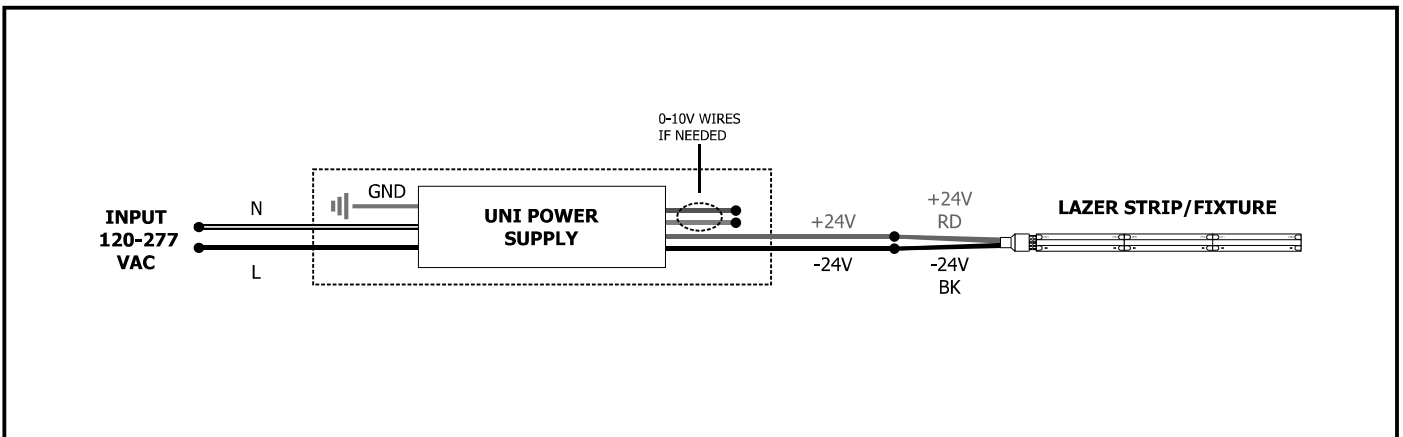 0-10V WIRES
IF NEEDED
GND
N
INPUT
120-277
VAC
L
UNI POWER
SUPPLY
+24V
-24V
+24V
RD
-24V
BK
LAZER STRIP/FIXTURE